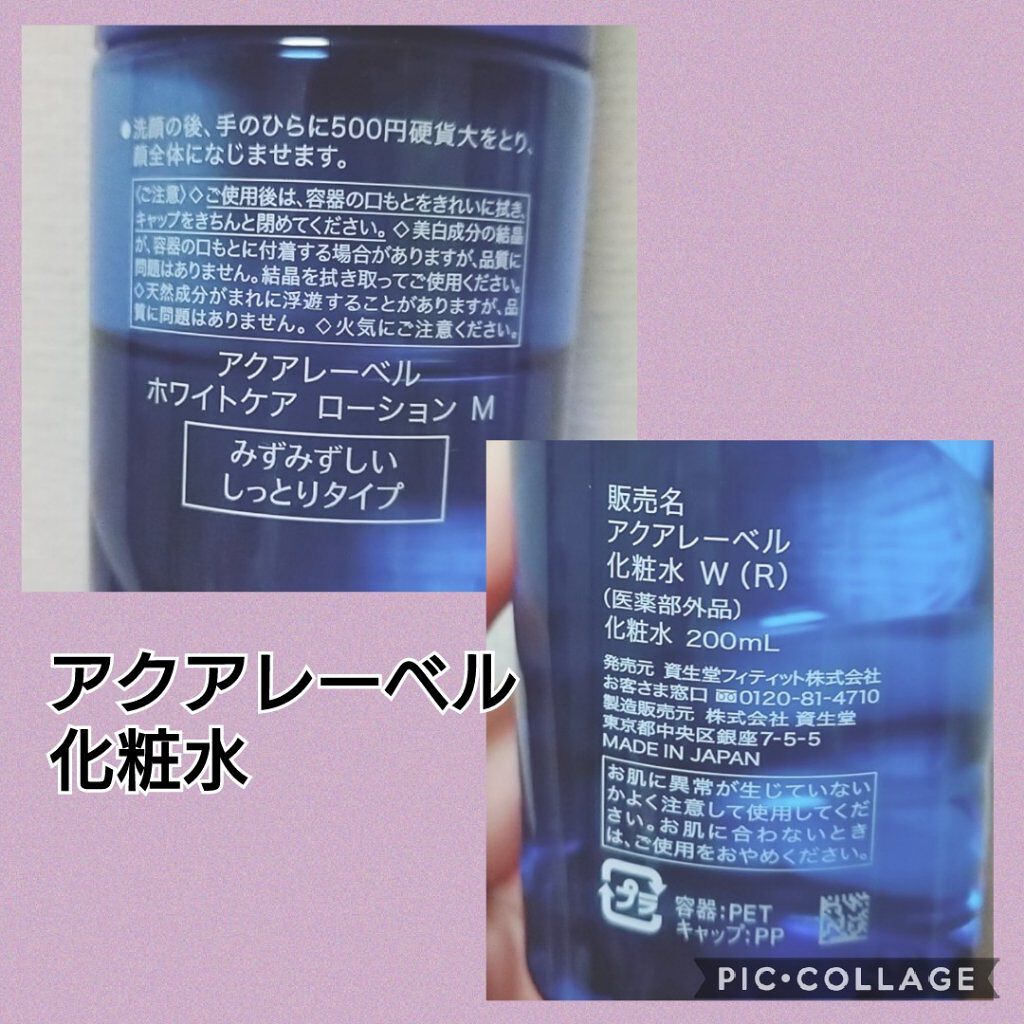 ●洗顔の後、手のひらに500円硬貨大をとり、
顔全体になじませます。
〈ご注意〉◇ご使用後は、容器の口もとをきれいに拭き、
キャップをきちんと閉めてください。◇美白成分の結晶
が、容器の口もとに付着する場合がありますが、品質に
問題はありません。結晶を拭き取ってご使用ください。
◇天然成分がまれに浮遊することがありますが、品
質に問題はありません。◇火気にご注意ください。
アクアレーベル
ホワイトケア ローション M
みずみずしい
しっとりタイプ
販売名
アクアレーベル
化粧水 W (R)
(医薬部外品)
化粧水 200mL
発売元 資生堂フィティット株式会社
お客さま窓口 0120-81-4710
製造販売元 株式会社 資生堂
東京都中央区銀座7-5-5
MADE IN JAPAN
お肌に異常が生じていない
かよく注意して使用してくだ
さい。お肌に合わないとき
は、ご使用をおやめください。
プラ
容器:PET
キャップ:PP
アクアレーベル
化粧水
PIC•COLLAGE